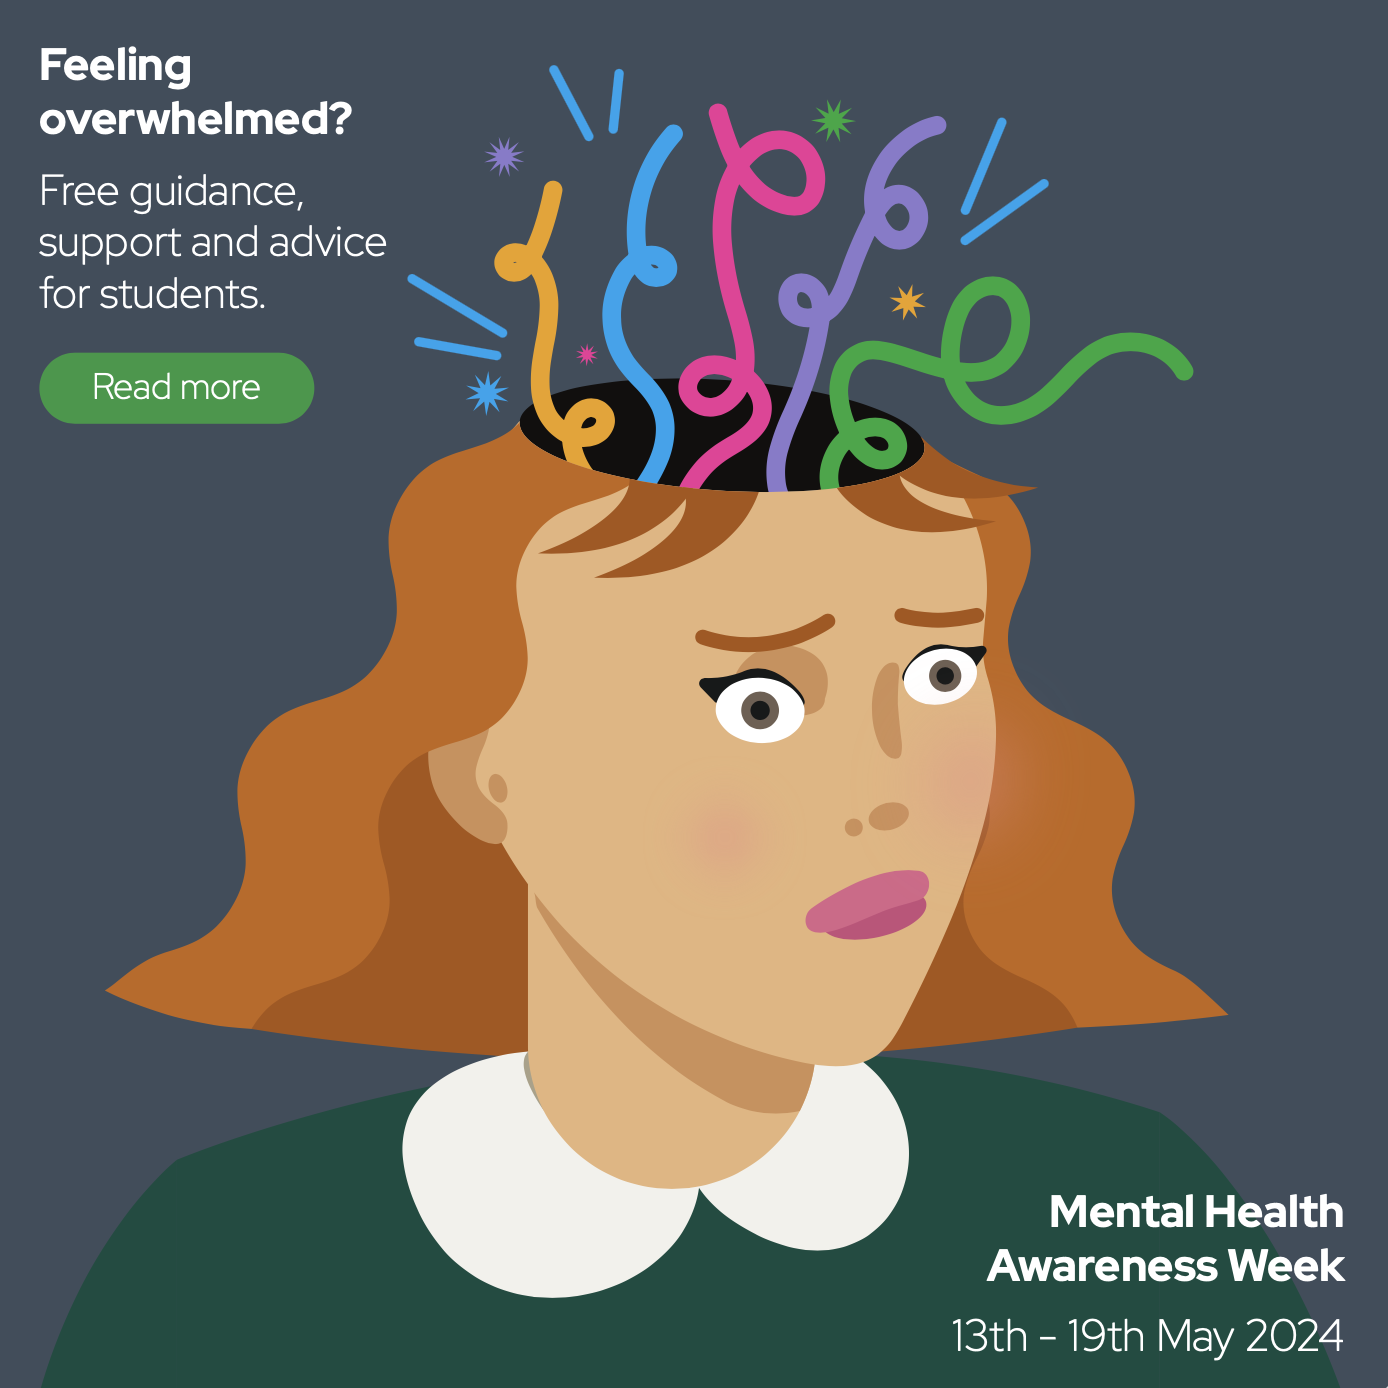 Feeling
overwhelmed?
Free guidance,
support and advice
for students.
Read more
Mental Health
Awareness Week
13th - 19th May 2024